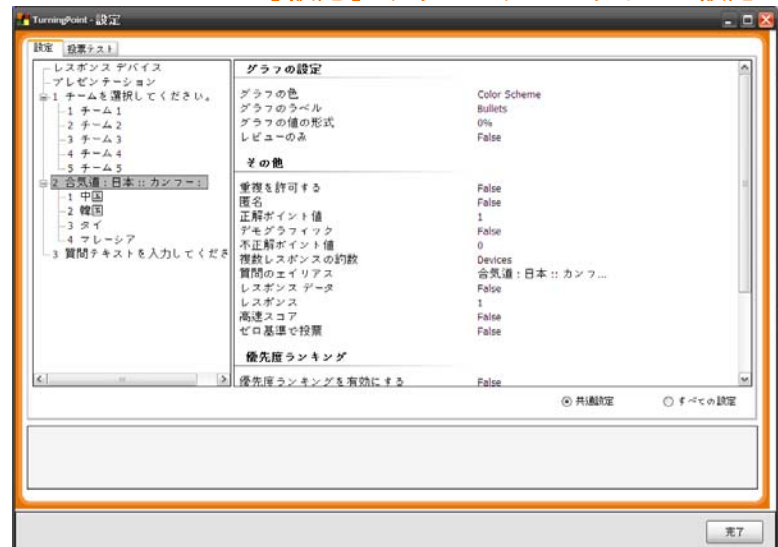 TurningPoint - 設定
設定 投票テスト
レスポンス デバイス
プレゼンテーション
1 チームを選択してください。
1 チーム 1
2 チーム 2
3 チーム 3
4 チーム 4
5 チーム 5
2 合気道 : 日本 :: カンフー :
1 中国
2 韓国
3 タイ
4 マレーシア
3 質問テキストを入力してくださ
グラフの設定
グラフの色 Color Scheme
グラフのラベル Bullets
グラフの値の形式 0%
レビューのみ False
その他
重複を許可する False
匿名 False
正解ポイント値 1
デモグラフィック False
不正解ポイント値 0
複数レスポンスの約数 Devices
質問のエイリアス 合気道 : 日本 :: カンフ...
レスポンス データ False
レスポンス 1
高速スコア False
ゼロ基準で投票 False
優先度ランキング
優先度ランキングを有効にする False
共通設定 すべての設定
完了